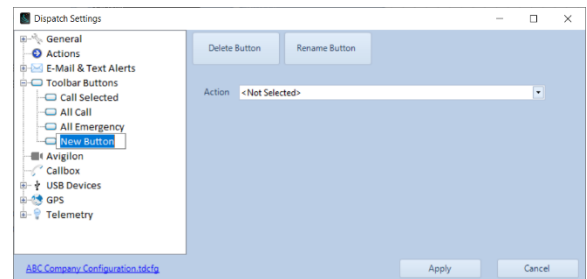 Dispatch Settings
General
Actions
E-Mail & Text Alerts
Toolbar Buttons
Call Selected
All Call
All Emergency
New Button
Avigilon
Callbox
USB Devices
GPS
Telemetry
Delete Button
Rename Button
Action <Not Selected>
ABC Company Configuration.tdcfg
Apply
Cancel